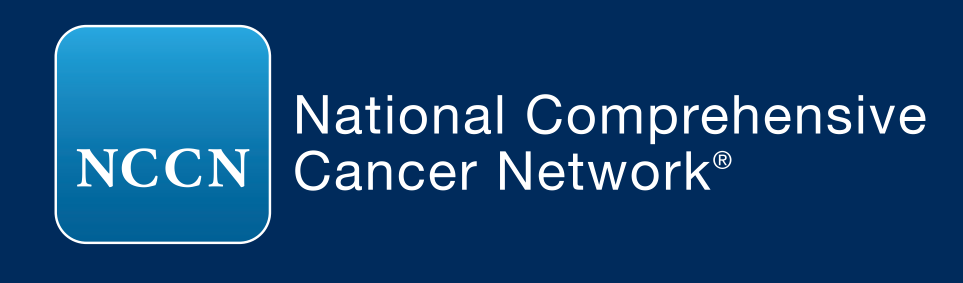 NCCN
National Comprehensive
Cancer Network®